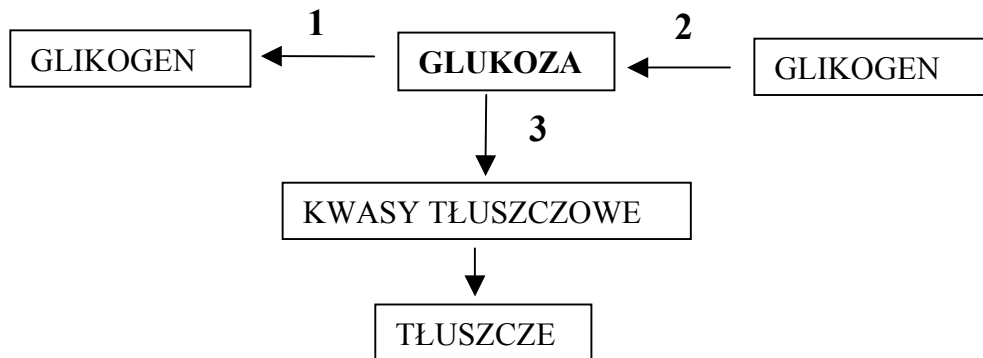 1
2
GLIKOGEN
GLUKOZA
GLIKOGEN
3
KWASY TŁUSZCZOWE
TŁUSZCZE